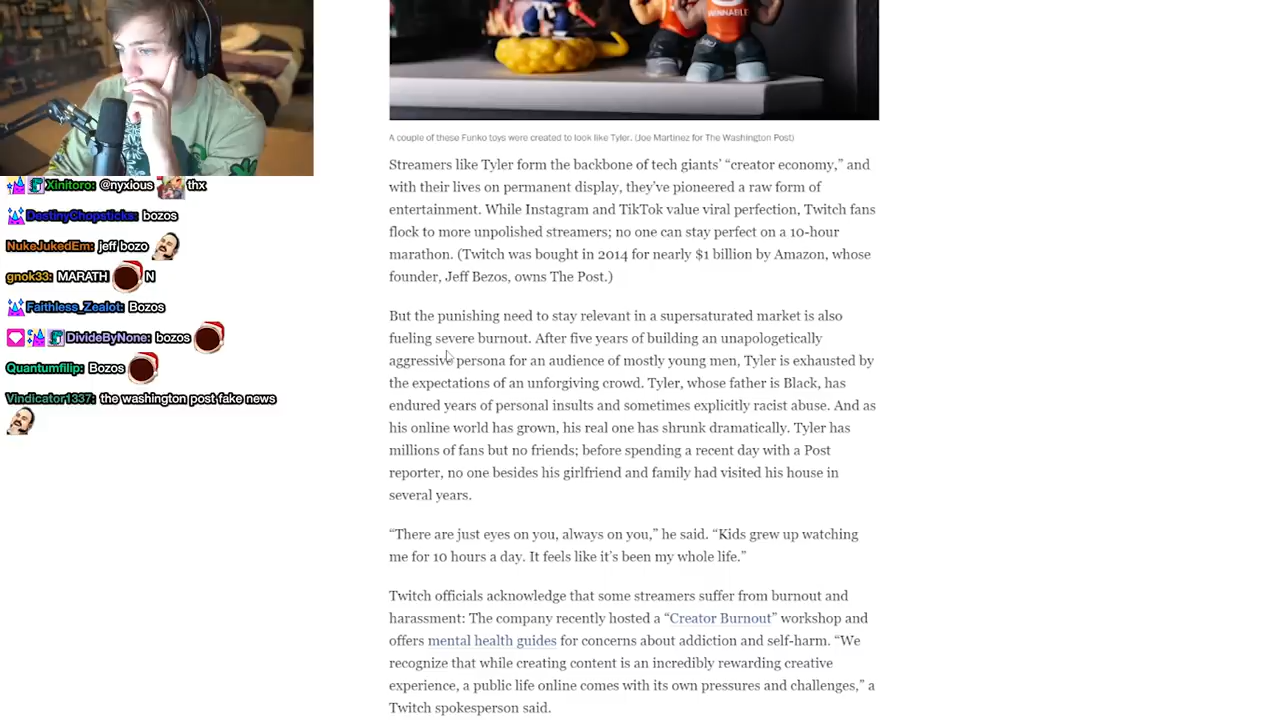 WINNABLE
A couple of these Funko toys were created to look like Tyler. (Joe Martinez for The Washington Post)
Streamers like Tyler form the backbone of tech giants’ “creator economy,” and
with their lives on permanent display, they’ve pioneered a raw form of
entertainment. While Instagram and TikTok value viral perfection, Twitch fans
flock to more unpolished streamers; no one can stay perfect on a 10-hour
marathon. (Twitch was bought in 2014 for nearly $1 billion by Amazon, whose
founder, Jeff Bezos, owns The Post.)
But the punishing need to stay relevant in a supersaturated market is also
fueling severe burnout. After five years of building an unapologetically
aggressive persona for an audience of mostly young men, Tyler is exhausted by
the expectations of an unforgiving crowd. Tyler, whose father is Black, has
endured years of personal insults and sometimes explicitly racist abuse. And as
his online world has grown, his real one has shrunk dramatically. Tyler has
millions of fans but no friends; before spending a recent day with a Post
reporter, no one besides his girlfriend and family had visited his house in
several years.
“There are just eyes on you, always on you,” he said. “Kids grew up watching
me for 10 hours a day. It feels like it’s been my whole life.”
Twitch officials acknowledge that some streamers suffer from burnout and
harassment: The company recently hosted a “Creator Burnout” workshop and
offers mental health guides for concerns about addiction and self-harm. “We
recognize that while creating content is an incredibly rewarding creative
experience, a public life online comes with its own pressures and challenges,” a
Twitch spokesperson said.
Xinitoro: @nyxious thx
DestinyChopsticks: bozos
NukeJukedEm: jeff bozo
gnok33: MARATH N
Faithless_Zealot: Bozos
DivideByNone: bozos
Quantumfilip: Bozos
Vindicator1337: the washington post fake news